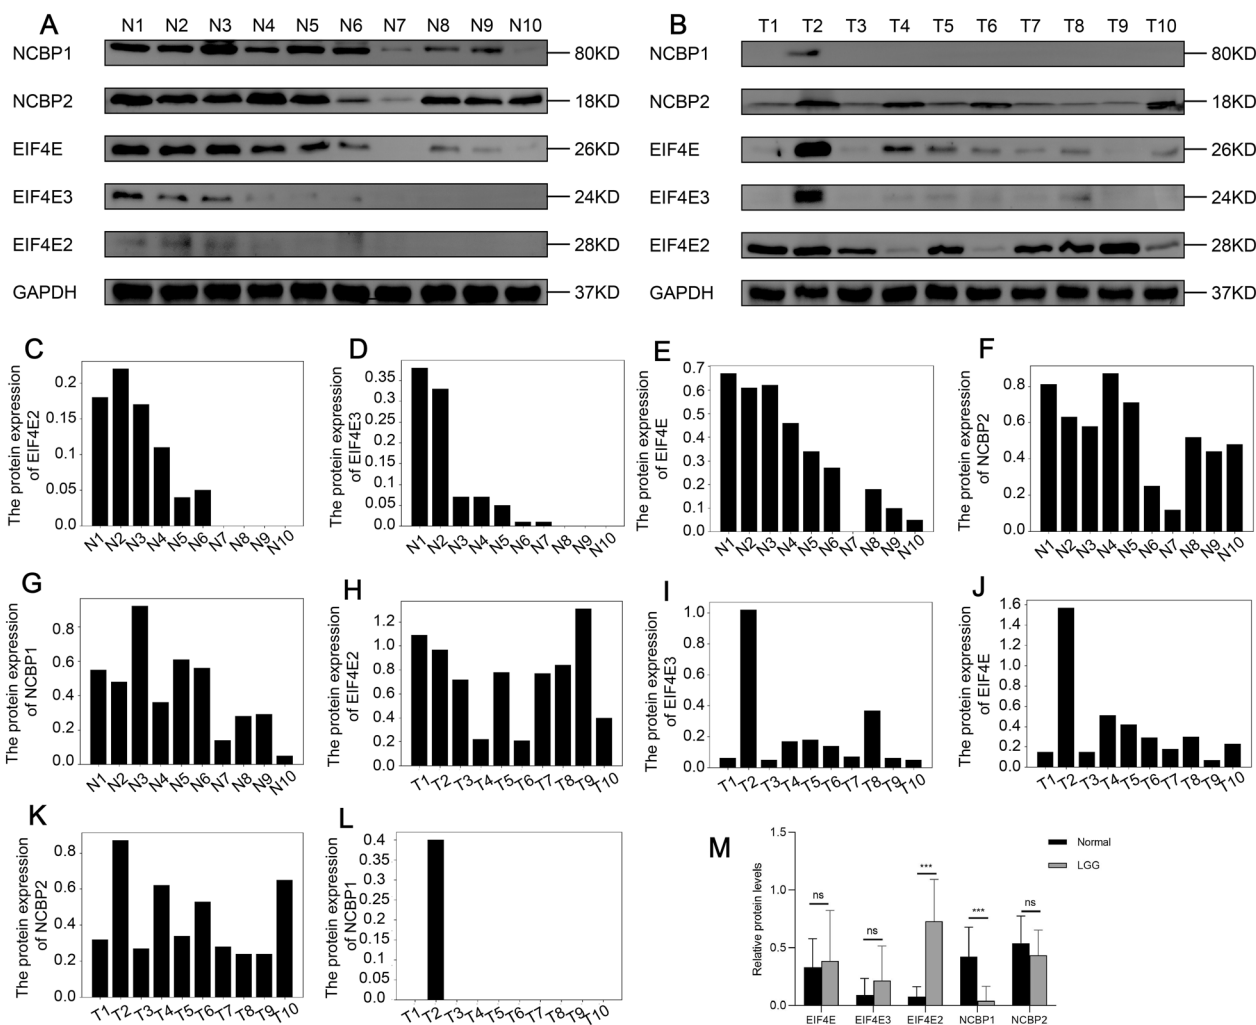 A
N1 N2 N3 N4 N5 N6 N7 N8 N9 N10
NCBP1 80KD
NCBP2 18KD
EIF4E 26KD
EIF4E3 24KD
EIF4E2 28KD
GAPDH 37KD
B
T1 T2 T3 T4 T5 T6 T7 T8 T9 T10
NCBP1 80KD
NCBP2 18KD
EIF4E 26KD
EIF4E3 24KD
EIF4E2 28KD
GAPDH 37KD
C
The protein expression
of EIF4E2
0.2
0.15
0.1
0.05
0.0
N1 N2 N3 N4 N5 N6 N7 N8 N9 N10
D
The protein expression
of EIF4E3
0.35
0.3
0.25
0.2
0.15
0.1
0.05
0.0
N1 N2 N3 N4 N5 N6 N7 N8 N9 N10
E
The protein expression
of EIF4E
0.7
0.6
0.5
0.4
0.3
0.2
0.1
0.0
N1 N2 N3 N4 N5 N6 N7 N8 N9 N10
F
The protein expression
of NCBP2
0.8
0.6
0.4
0.2
0.0
N1 N2 N3 N4 N5 N6 N7 N8 N9 N10
G
The protein expression
of NCBP1
0.8
0.6
0.4
0.2
0.0
N1 N2 N3 N4 N5 N6 N7 N8 N9 N10
H
The protein expression
of EIF4E2
1.2
1.0
0.8
0.6
0.4
0.2
0.0
T1 T2 T3 T4 T5 T6 T7 T8 T9 T10
I
The protein expression
of EIF4E3
1.0
0.8
0.6
0.4
0.2
0.0
T1 T2 T3 T4 T5 T6 T7 T8 T9 T10
J
The protein expression
of EIF4E
1.6
1.4
1.2
1.0
0.8
0.6
0.4
0.2
0.0
T1 T2 T3 T4 T5 T6 T7 T8 T9 T10
K
The protein expression
of NCBP2
0.8
0.6
0.4
0.2
0.0
T1 T2 T3 T4 T5 T6 T7 T8 T9 T10
L
The protein expression
of NCBP1
0.4
0.35
0.3
0.25
0.2
0.15
0.1
0.05
0.0
T1 T2 T3 T4 T5 T6 T7 T8 T9 T10
M
Relative protein levels
1.5
1.0
0.5
0.0
Normal
LGG
ns ns *** *** ns
EIF4E EIF4E3 EIF4E2 NCBP1 NCBP2